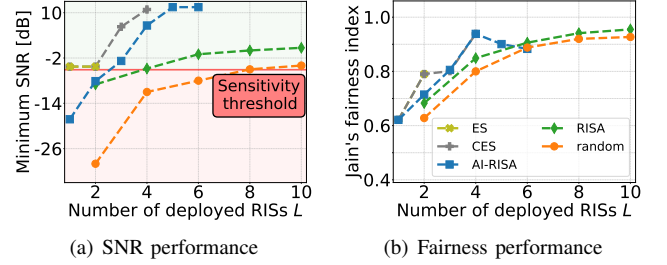 10
-2
-14
-26
Minimum SNR [dB]
Sensitivity
threshold
2
4
6
8
10
Number of deployed RISs L
(a) SNR performance
1.0
0.8
0.6
0.4
Jain's fairness index
ES
CES
AI-RISA
RISA
random
2
4
6
8
10
Number of deployed RISs L
(b) Fairness performance